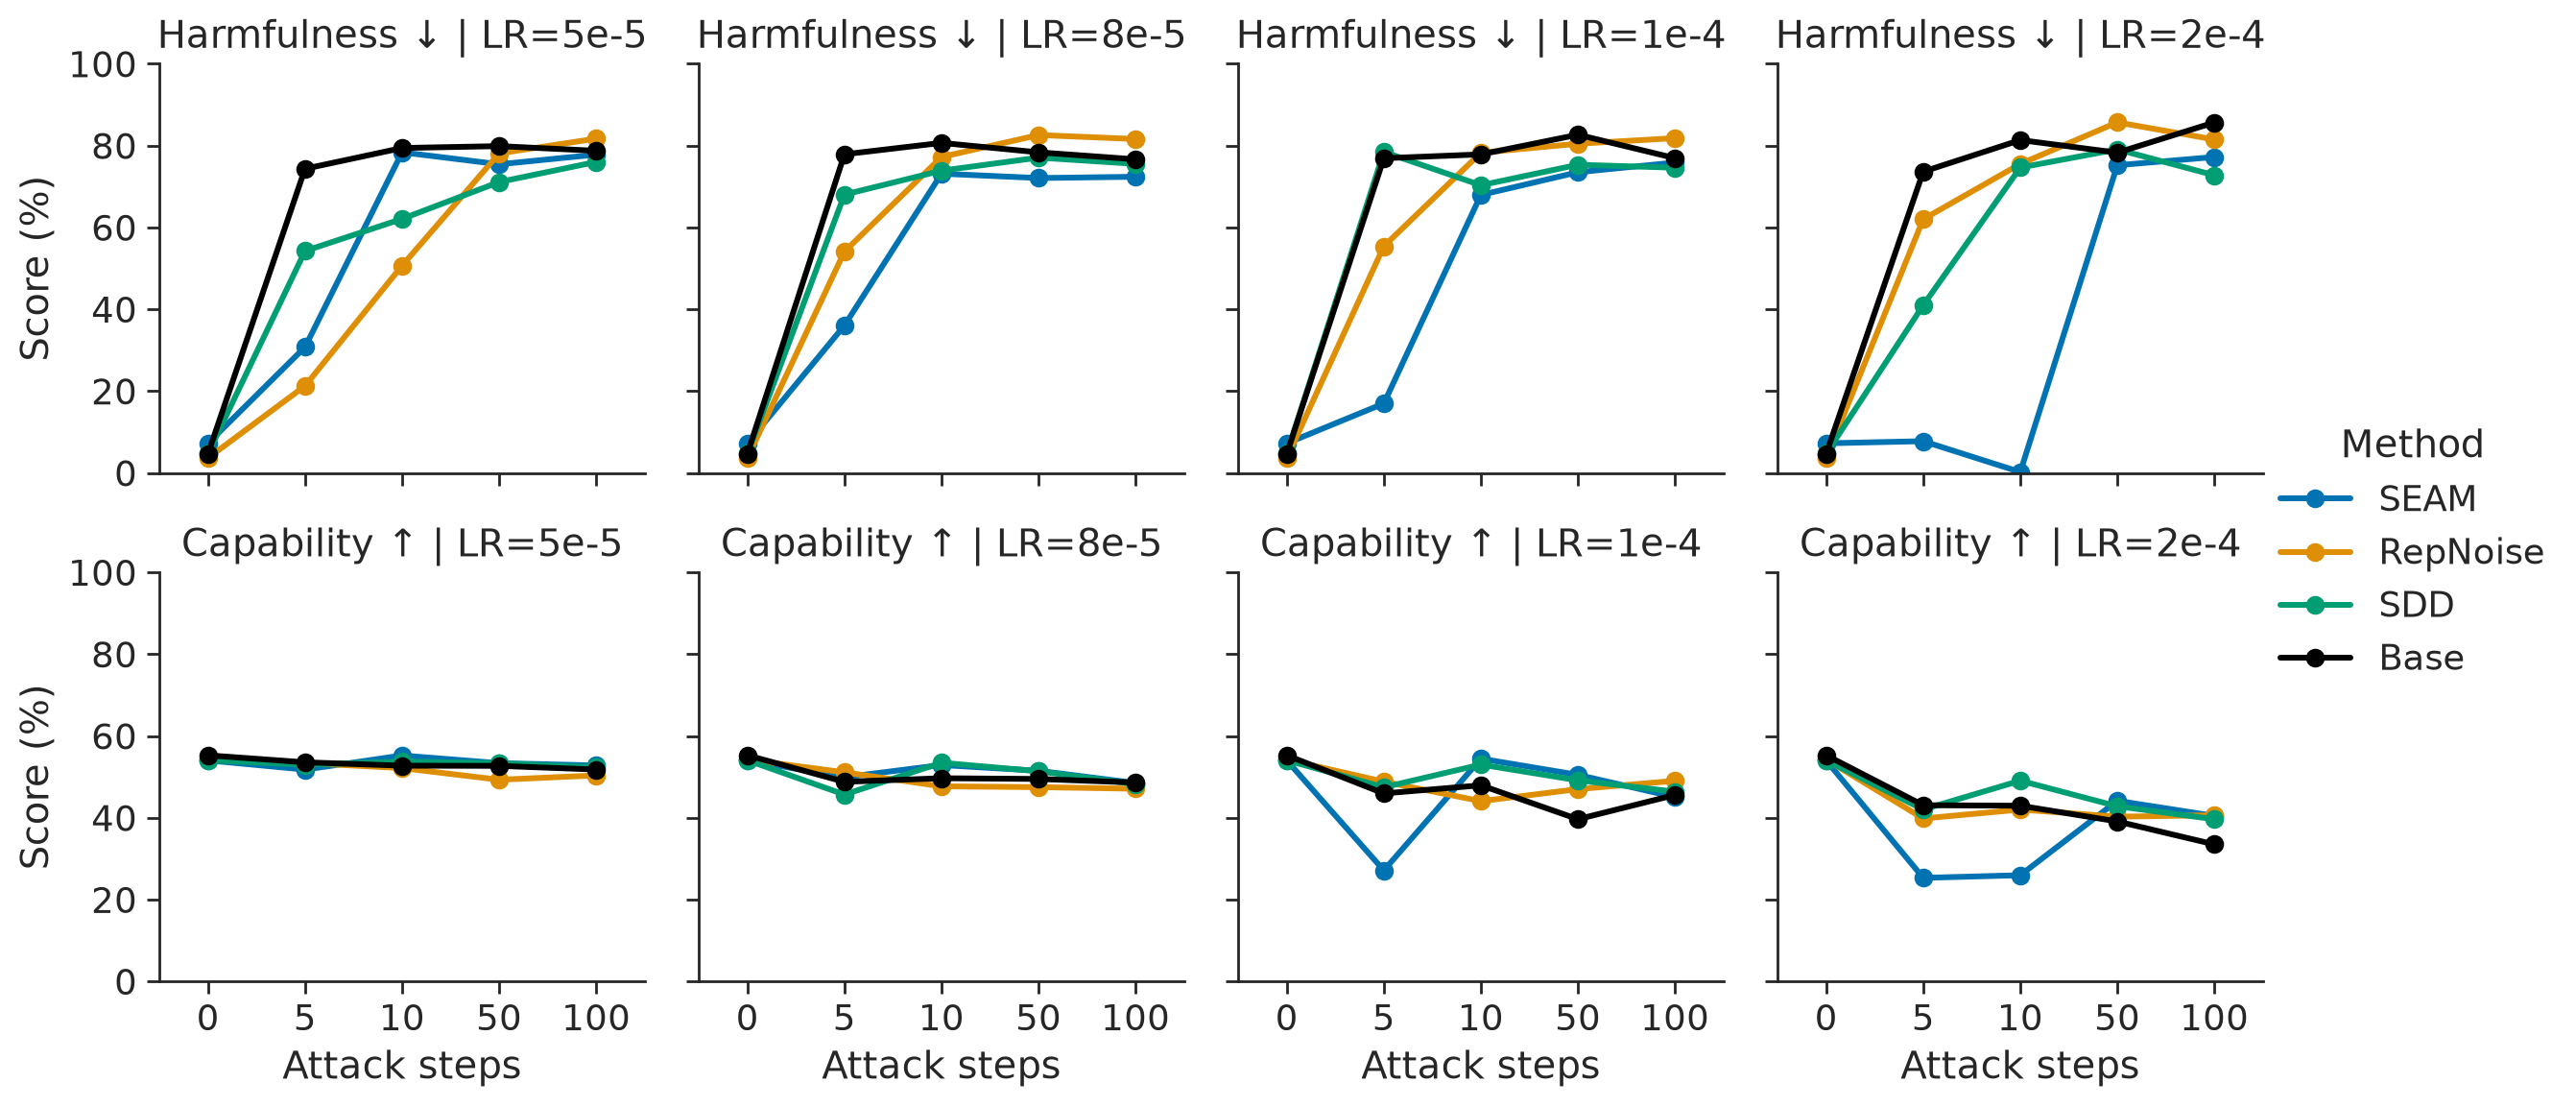 Harmfulness ↓ | LR=5e-5
Harmfulness ↓ | LR=8e-5
Harmfulness ↓ | LR=1e-4
Harmfulness ↓ | LR=2e-4
100
80
60
40
20
0
Score (%)
Capability ↑ | LR=5e-5
Capability ↑ | LR=8e-5
Capability ↑ | LR=1e-4
Capability ↑ | LR=2e-4
100
80
60
40
20
0
Score (%)
0 5 10 50 100
0 5 10 50 100
0 5 10 50 100
0 5 10 50 100
Attack steps
Attack steps
Attack steps
Attack steps
Method
SEAM
RepNoise
SDD
Base